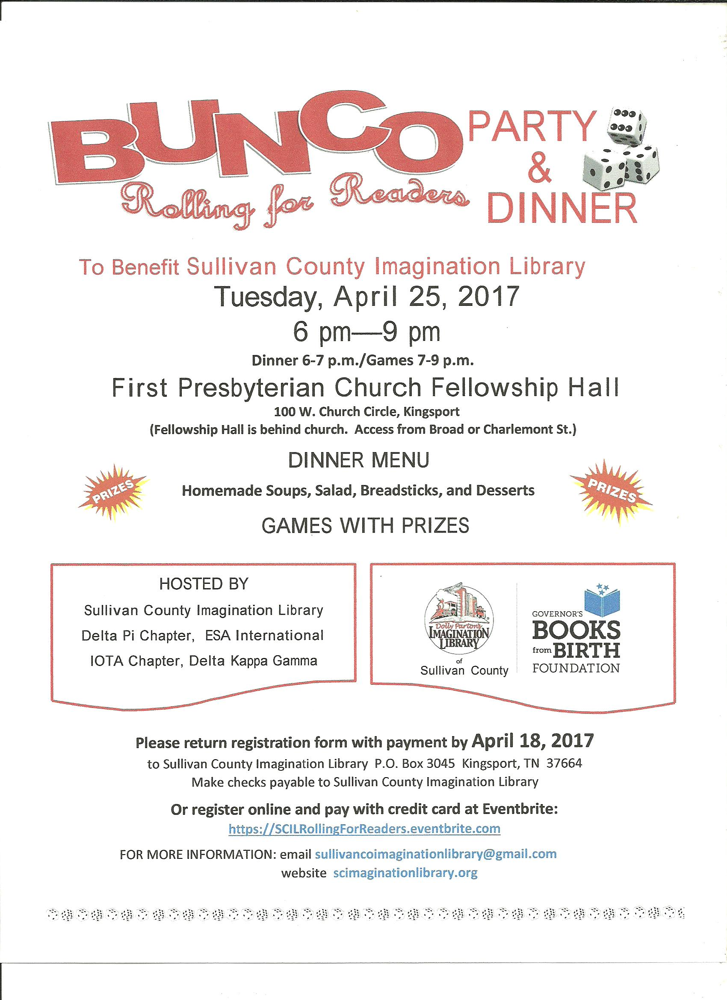 BUNCO PARTY
&
Rolling for Readers DINNER
To Benefit Sullivan County Imagination Library
Tuesday, April 25, 2017
6 pm—9 pm
Dinner 6-7 p.m./Games 7-9 p.m.
First Presbyterian Church Fellowship Hall
100 W. Church Circle, Kingsport
(Fellowship Hall is behind church. Access from Broad or Charlemont St.)
DINNER MENU
PRIZES
Homemade Soups, Salad, Breadsticks, and Desserts
PRIZES
GAMES WITH PRIZES
HOSTED BY
Sullivan County Imagination Library
Delta Pi Chapter, ESA International
IOTA Chapter, Delta Kappa Gamma
Dolly Parton's
IMAGINATION
LIBRARY
of
Sullivan County
GOVERNOR'S
BOOKS
from BIRTH
FOUNDATION
Please return registration form with payment by April 18, 2017
to Sullivan County Imagination Library P.O. Box 3045 Kingsport, TN 37664
Make checks payable to Sullivan County Imagination Library
Or register online and pay with credit card at Eventbrite:
https://SCILRollingForReaders.eventbrite.com
FOR MORE INFORMATION: email sullivancoimaginationlibrary@gmail.com
website scimaginationlibrary.org